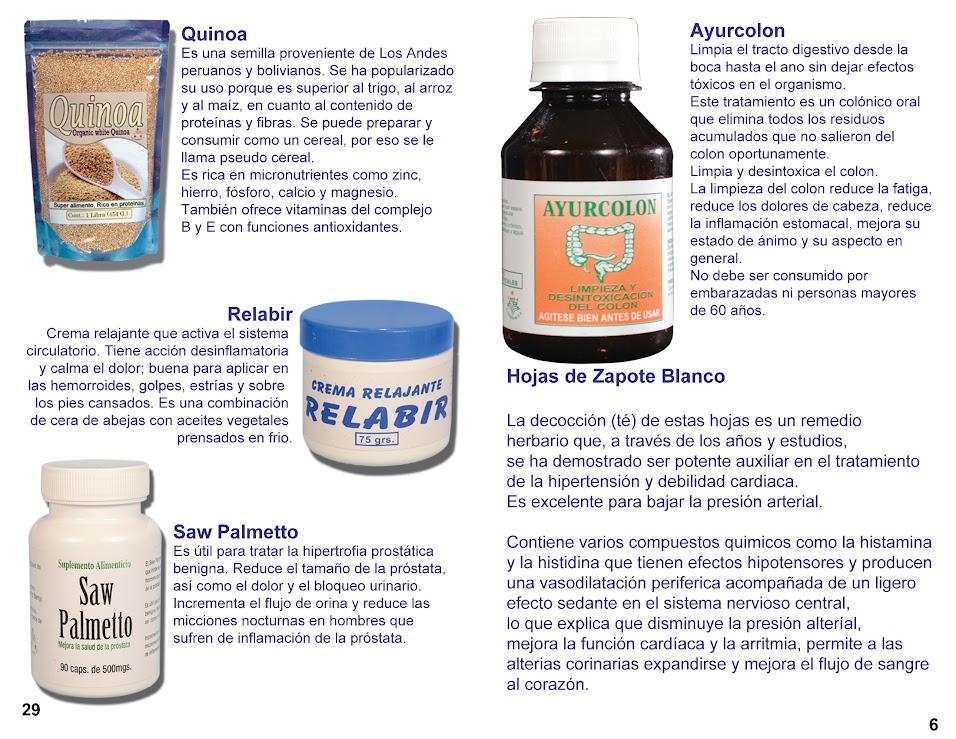 Quinoa
Es una semilla proveniente de Los Andes
peruanos y bolivianos. Se ha popularizado
su uso porque es superior al trigo, al arroz
y al maíz, en cuanto al contenido de
proteínas y fibras. Se puede preparar y
consumir como un cereal, por eso se le
llama pseudo cereal.
Es rica en micronutrientes como zinc,
hierro, fósforo, calcio y magnesio.
También ofrece vitaminas del complejo
B y E con funciones antioxidantes.
Quinoa
Organic white Quinoa
Super alimento, Rico en proteínas
Cont.: 1 Libra (454 G.)
Relabir
Crema relajante que activa el sistema
circulatorio. Tiene acción desinflamatoria
y calma el dolor; buena para aplicar en
las hemorroides, golpes, estrías y sobre
los pies cansados. Es una combinación
de cera de abejas con aceites vegetales
prensados en frio.
CREMA RELAJANTE
RELABIR
75 grs.
Saw Palmetto
Es útil para tratar la hipertrofia prostática
benigna. Reduce el tamaño de la próstata,
así como el dolor y el bloqueo urinario.
Incrementa el flujo de orina y reduce las
micciones nocturnas en hombres que
sufren de inflamación de la próstata.
Suplemento Alimenticio
Saw
Palmetto
Mejora la salud de la próstata
90 caps. de 500mgs.
29
Ayurcolon
Limpia el tracto digestivo desde la
boca hasta el ano sin dejar efectos
tóxicos en el organismo.
Este tratamiento es un colónico oral
que elimina todos los residuos
acumulados que no salieron del
colon oportunamente.
Limpia y desintoxica el colon.
La limpieza del colon reduce la fatiga,
reduce los dolores de cabeza, reduce
la inflamación estomacal, mejora su
estado de ánimo y su aspecto en
general.
No debe ser consumido por
embarazadas ni personas mayores
de 60 años.
AYURCOLON
LIMPIEZA Y
DESINTOXICACION
DEL COLON
AGITESE BIEN ANTES DE USAR
Hojas de Zapote Blanco
La decocción (té) de estas hojas es un remedio
herbario que, a través de los años y estudios,
se ha demostrado ser potente auxiliar en el tratamiento
de la hipertensión y debilidad cardiaca.
Es excelente para bajar la presión arterial.
Contiene varios compuestos quimicos como la histamina
y la histidina que tienen efectos hipotensores y producen
una vasodilatación periferica acompañada de un ligero
efecto sedante en el sistema nervioso central,
lo que explica que disminuye la presión alteríal,
mejora la función cardíaca y la arritmia, permite a las
alterias corinarias expandirse y mejora el flujo de sangre
al corazón.
6